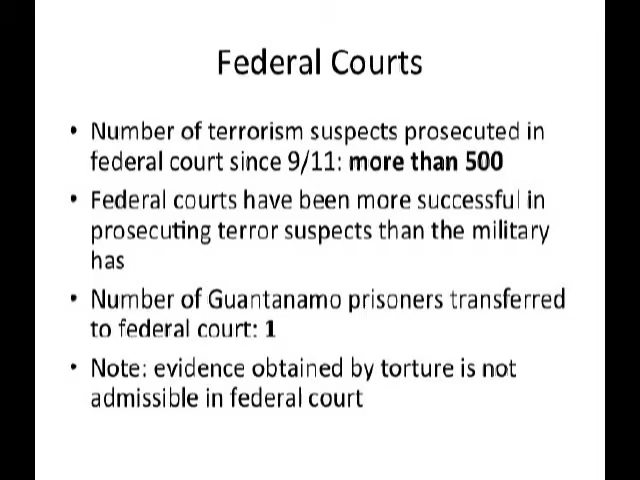 Federal Courts
• Number of terrorism suspects prosecuted in
federal court since 9/11: more than 500
• Federal courts have been more successful in
prosecuting terror suspects than the military
has
• Number of Guantanamo prisoners transferred
to federal court: 1
• Note: evidence obtained by torture is not
admissible in federal court